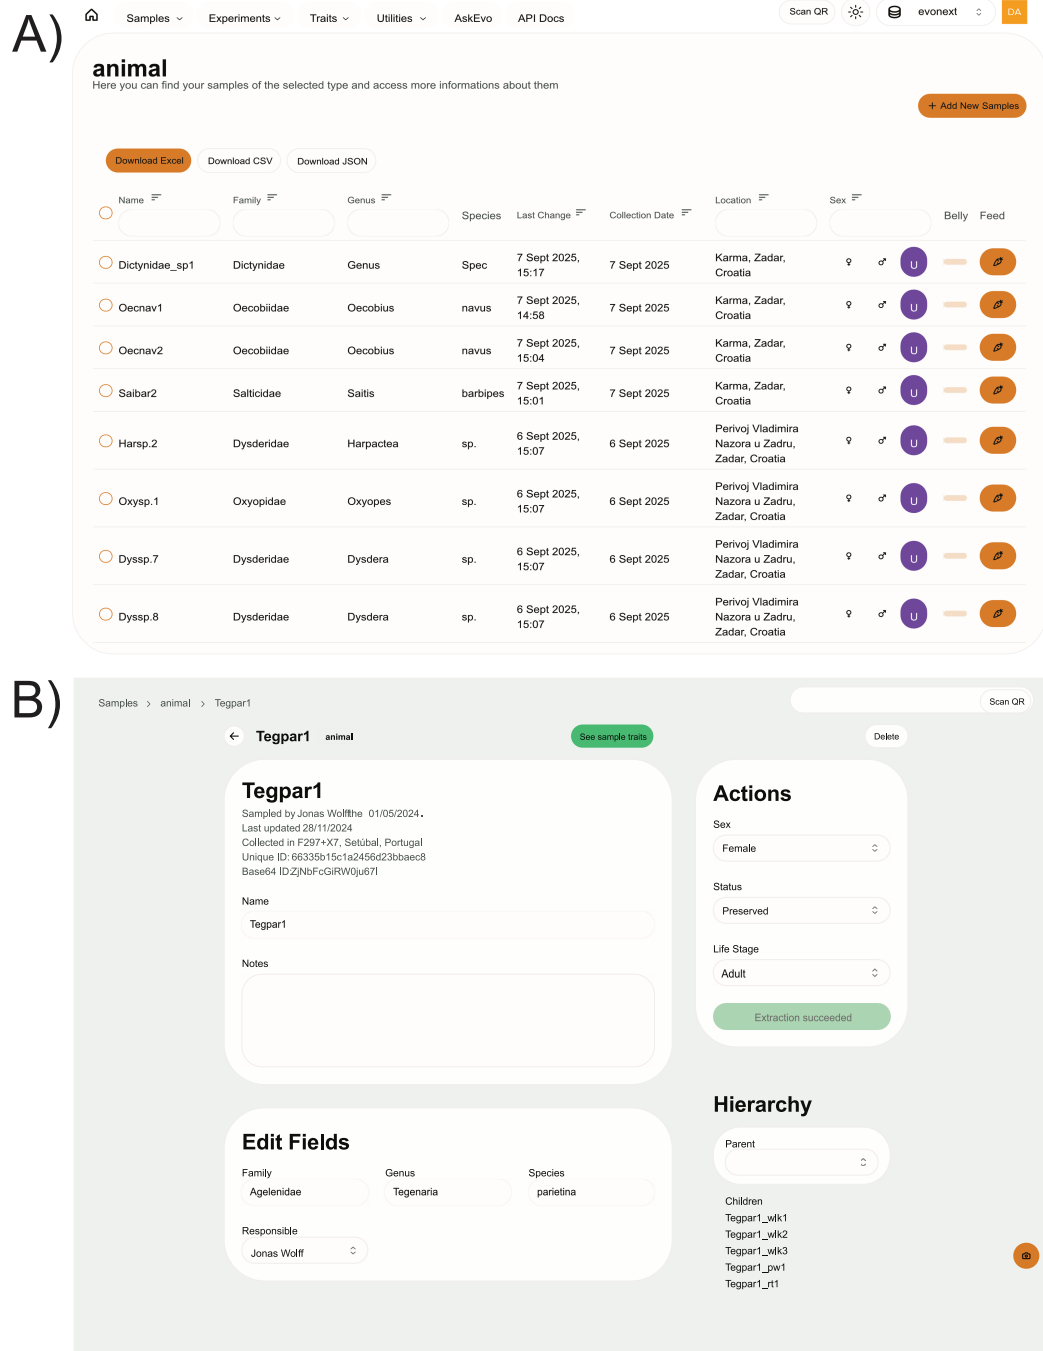 A)
Samples
Experiments
Traits
Utilities
AskEvo
API Docs
Scan QR
evonext
DA
animal
Here you can find your samples of the selected type and access more informations about them
+ Add New Samples
Download Excel
Download CSV
Download JSON
Name
Family
Genus
Species
Last Change
Collection Date
Location
Sex
Belly
Feed
Dictynidae_sp1 Dictynidae Genus Spec 7 Sept 2025, 7 Sept 2025 Karma, Zadar, ♀ ♂ U
15:17 Croatia
Oecnav1 Oecobiidae Oecobius navus 7 Sept 2025, 7 Sept 2025 Karma, Zadar, ♀ ♂ U
14:58 Croatia
Oecnav2 Oecobiidae Oecobius navus 7 Sept 2025, 7 Sept 2025 Karma, Zadar, ♀ ♂ U
15:04 Croatia
Saibar2 Salticidae Saitis barbipes 7 Sept 2025, 7 Sept 2025 Karma, Zadar, ♀ ♂ U
15:01 Croatia
Harsp.2 Dysderidae Harpactea sp. 6 Sept 2025, 6 Sept 2025 Perivoj Vladimira ♀ ♂ U
15:07 Nazora u Zadru,
Zadar, Croatia
Oxysp.1 Oxyopidae Oxyopes sp. 6 Sept 2025, 6 Sept 2025 Perivoj Vladimira ♀ ♂ U
15:07 Nazora u Zadru,
Zadar, Croatia
Dyssp.7 Dysderidae Dysdera sp. 6 Sept 2025, 6 Sept 2025 Perivoj Vladimira ♀ ♂ U
15:07 Nazora u Zadru,
Zadar, Croatia
Dyssp.8 Dysderidae Dysdera sp. 6 Sept 2025, 6 Sept 2025 Perivoj Vladimira ♀ ♂ U
15:07 Nazora u Zadru,
Zadar, Croatia
B)
Samples > animal > Tegpar1
Scan QR
← Tegpar1 animal
See sample traits
Delete
Tegpar1
Sampled by Jonas Wolffthe 01/05/2024.
Last updated 28/11/2024
Collected in F297+X7, Setúbal, Portugal
Unique ID: 66335b15c1a2456d23bbaec8
Base64 ID:ZjNbFcGiRW0ju67I
Name
Tegpar1
Notes
Actions
Sex
Female
Status
Preserved
Life Stage
Adult
Extraction succeeded
Edit Fields
Family
Genus
Species
Agelenidae
Tegenaria
parietina
Responsible
Jonas Wolff
Hierarchy
Parent
Children
Tegpar1_wlk1
Tegpar1_wlk2
Tegpar1_wlk3
Tegpar1_pw1
Tegpar1_rt1